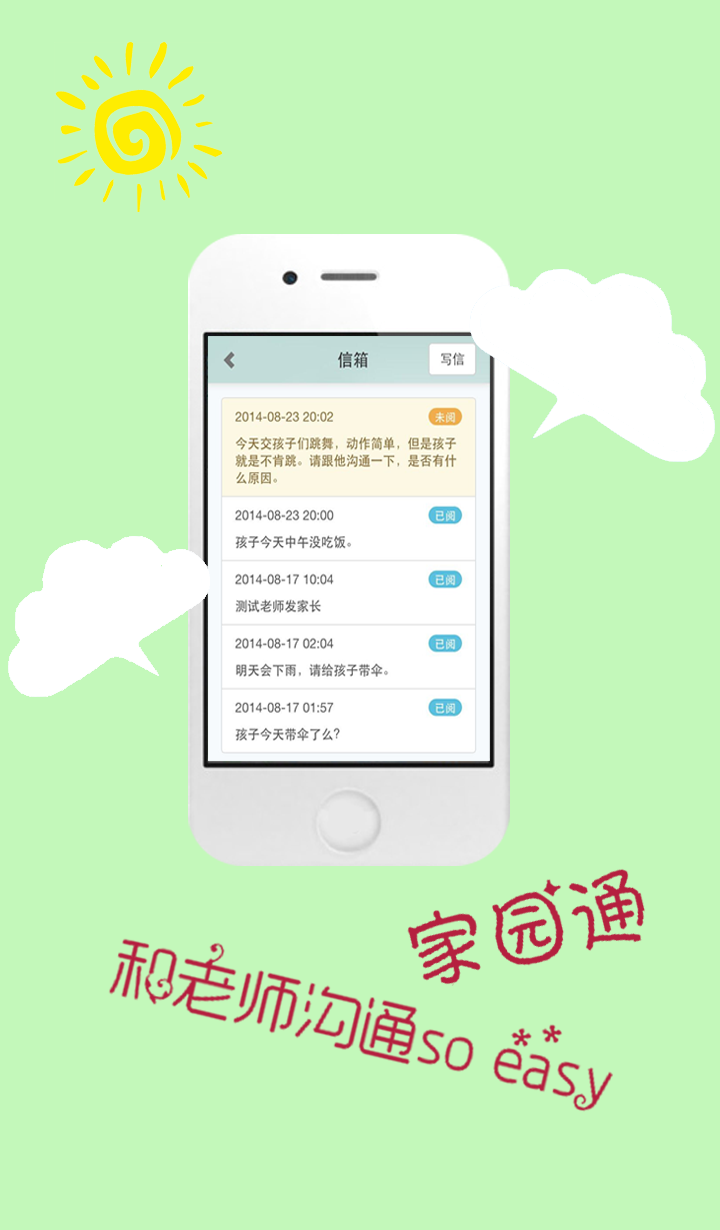 信箱
写信
2014-08-23 20:02
未阅
今天交孩子们跳舞，动作简单，但是孩子
就是不肯跳。请跟他沟通一下，是否有什
么原因。
2014-08-23 20:00
已阅
孩子今天中午没吃饭。
2014-08-17 10:04
已阅
测试老师发家长
2014-08-17 02:04
已阅
明天会下雨，请给孩子带伞。
2014-08-17 01:57
已阅
孩子今天带伞了么?
家园通
和老师沟通so easy